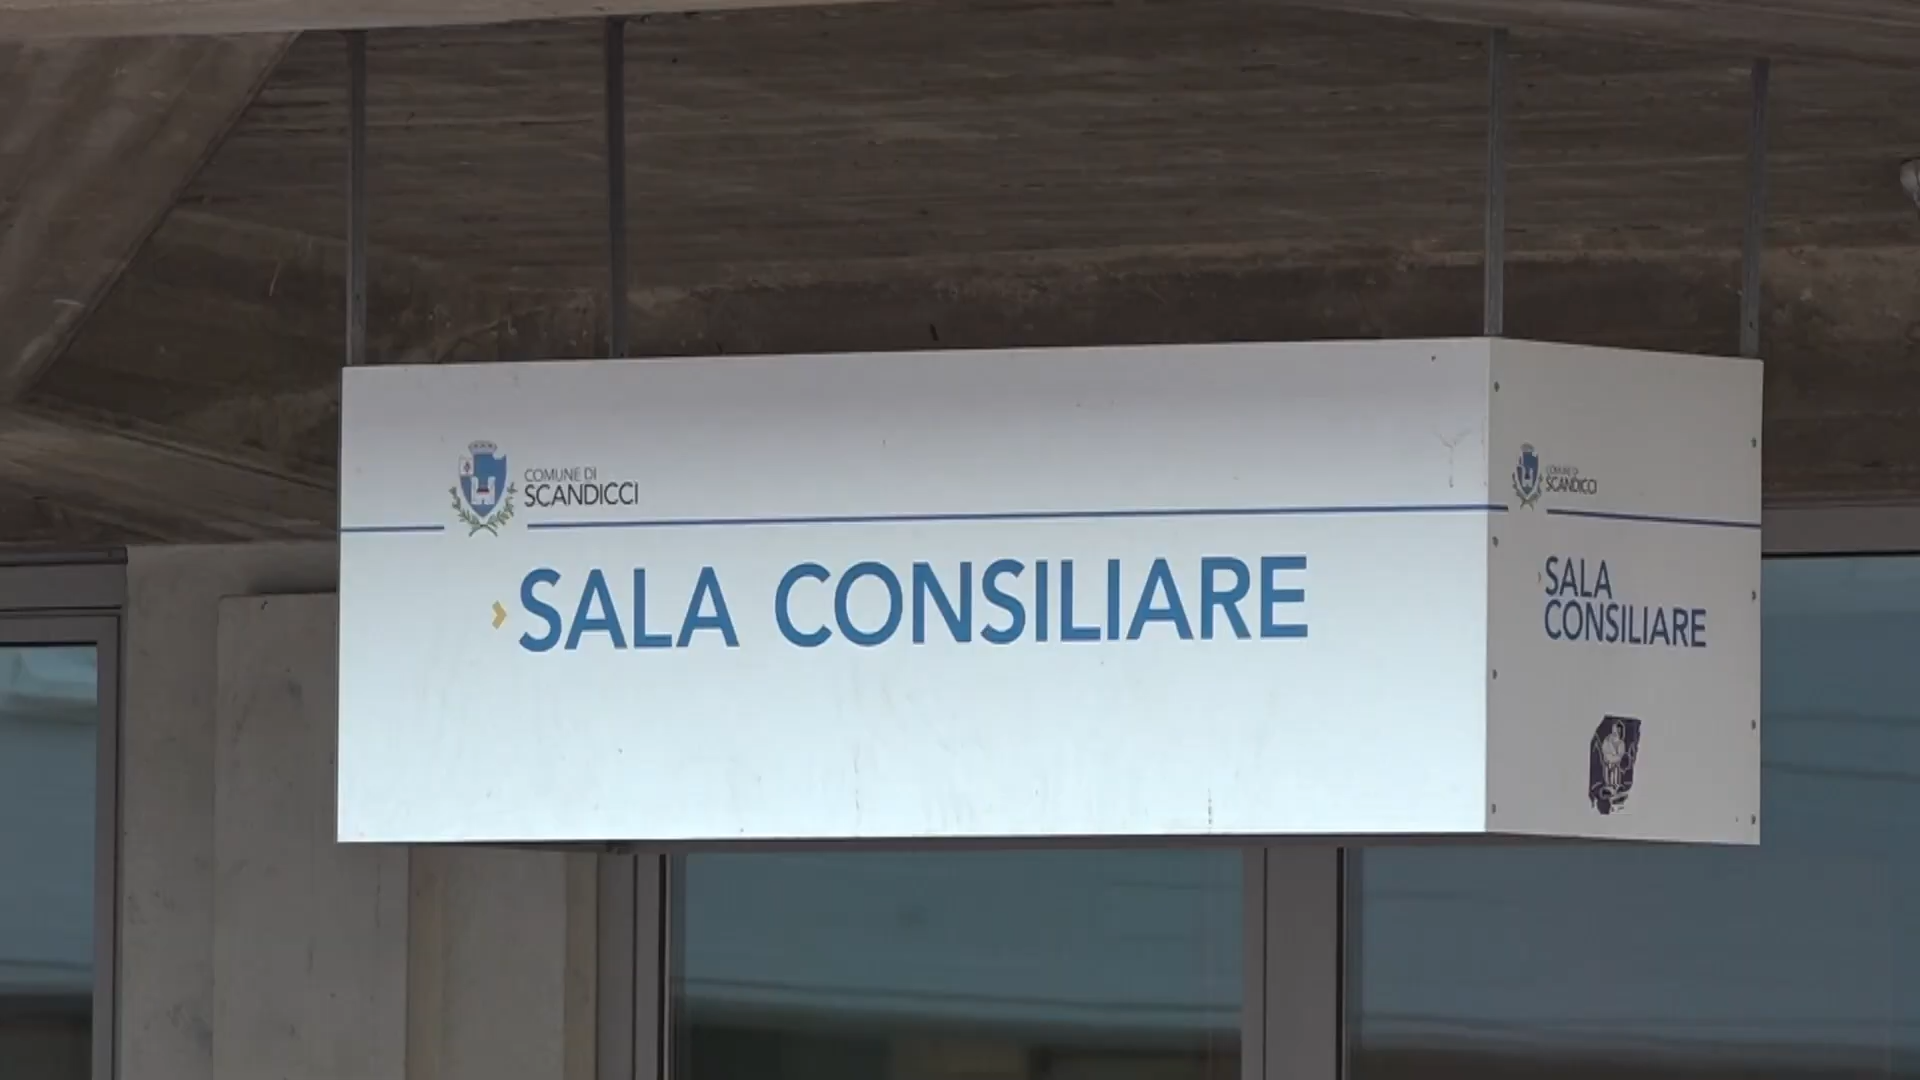 COMUNE DI
SCANDICCI
SALA CONSILIARE
COMUNE DI
SCANDICCI
SALA
CONSILIARE